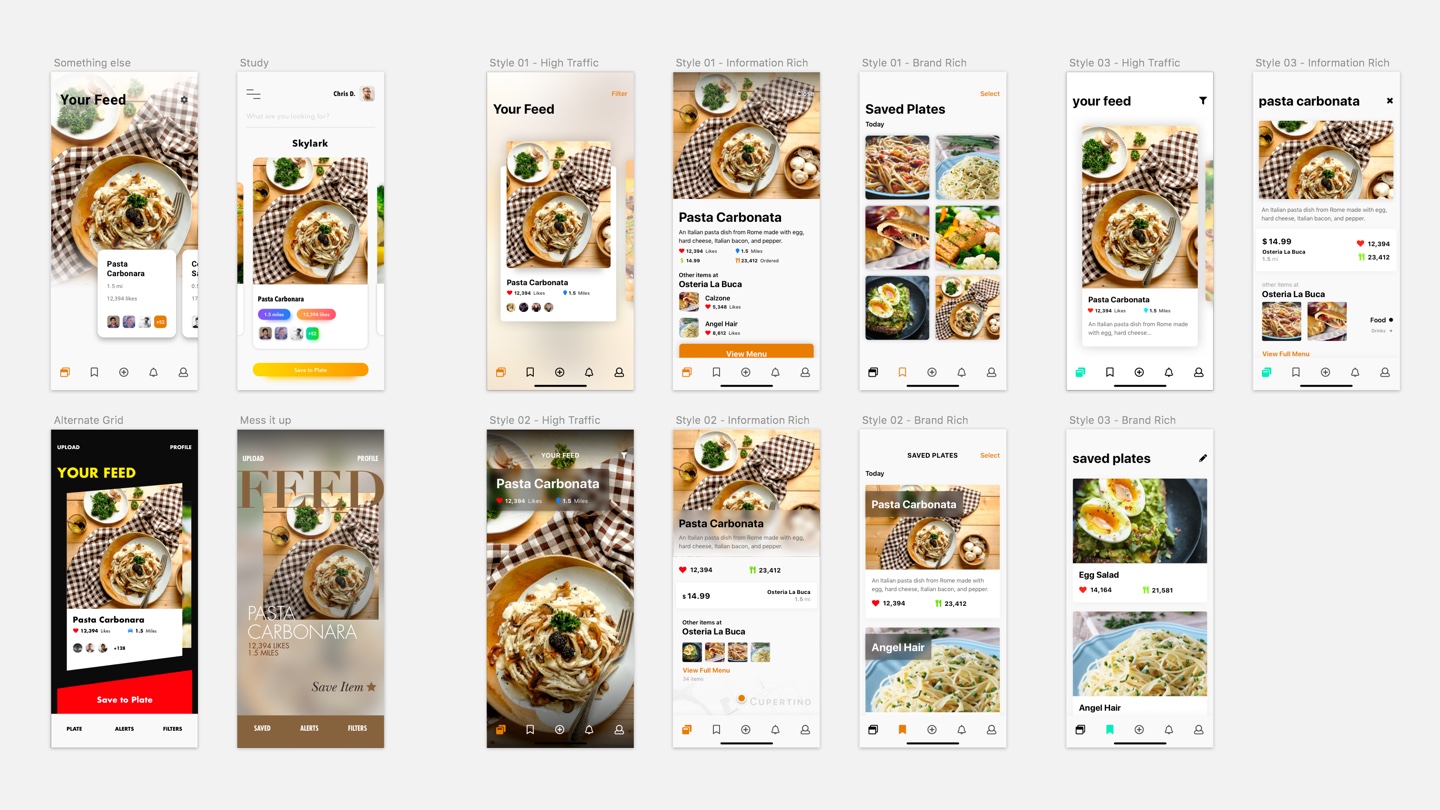 Something else
Your Feed
Pasta
Carbonara
1.5 mi
12,394 likes
+52
Study
Chris D.
What are you looking for?
Skylark
Pasta Carbonara
1.5 miles
12,394 likes
+52
Save to Plate
Style 01 - High Traffic
Filter
Your Feed
Pasta Carbonata
12,394 Likes
1.5 Miles
Style 01 - Information Rich
Pasta Carbonata
An Italian pasta dish from Rome made with egg,
hard cheese, Italian bacon, and pepper.
12,394 Likes
1.5 Miles
$ 14.99
23,412 Ordered
Other items at
Osteria La Buca
Calzone
5,348 Likes
Angel Hair
8,612 Likes
View Menu
Style 01 - Brand Rich
Select
Saved Plates
Today
Style 03 - High Traffic
your feed
Pasta Carbonata
12,394 Likes
1.5 Miles
An Italian pasta dish from Rome made
with egg, hard cheese...
Style 03 - Information Rich
pasta carbonata
An Italian pasta dish from Rome made with egg,
hard cheese, Italian bacon, and pepper.
$ 14.99
Osteria La Buca
1.5 mi
12,394
23,412
other items at
Osteria La Buca
Food
Drinks
View Full Menu
Alternate Grid
UPLOAD
PROFILE
YOUR FEED
Pasta Carbonara
12,394 Likes
1.5 Miles
+128
Save to Plate
PLATE
ALERTS
FILTERS
Mess it up
UPLOAD
PROFILE
FEED
PASTA
CARBONARA
12,394 LIKES
1.5 MILES
Save Item
SAVED
ALERTS
FILTERS
Style 02 - High Traffic
YOUR FEED
Pasta Carbonata
12,394 Likes
1.5 Miles
Style 02 - Information Rich
Pasta Carbonata
An Italian pasta dish from Rome made with egg,
hard cheese, Italian bacon, and pepper.
12,394
23,412
$ 14.99
Osteria La Buca
1.5 mi
Other items at
Osteria La Buca
View Full Menu
34 items
CUPERTINO
Style 02 - Brand Rich
SAVED PLATES
Select
Today
Pasta Carbonata
An Italian pasta dish from Rome made with
egg, hard cheese, Italian bacon, and pepper.
12,394
23,412
Angel Hair
Style 03 - Brand Rich
saved plates
Egg Salad
14,164
21,581
Angel Hair